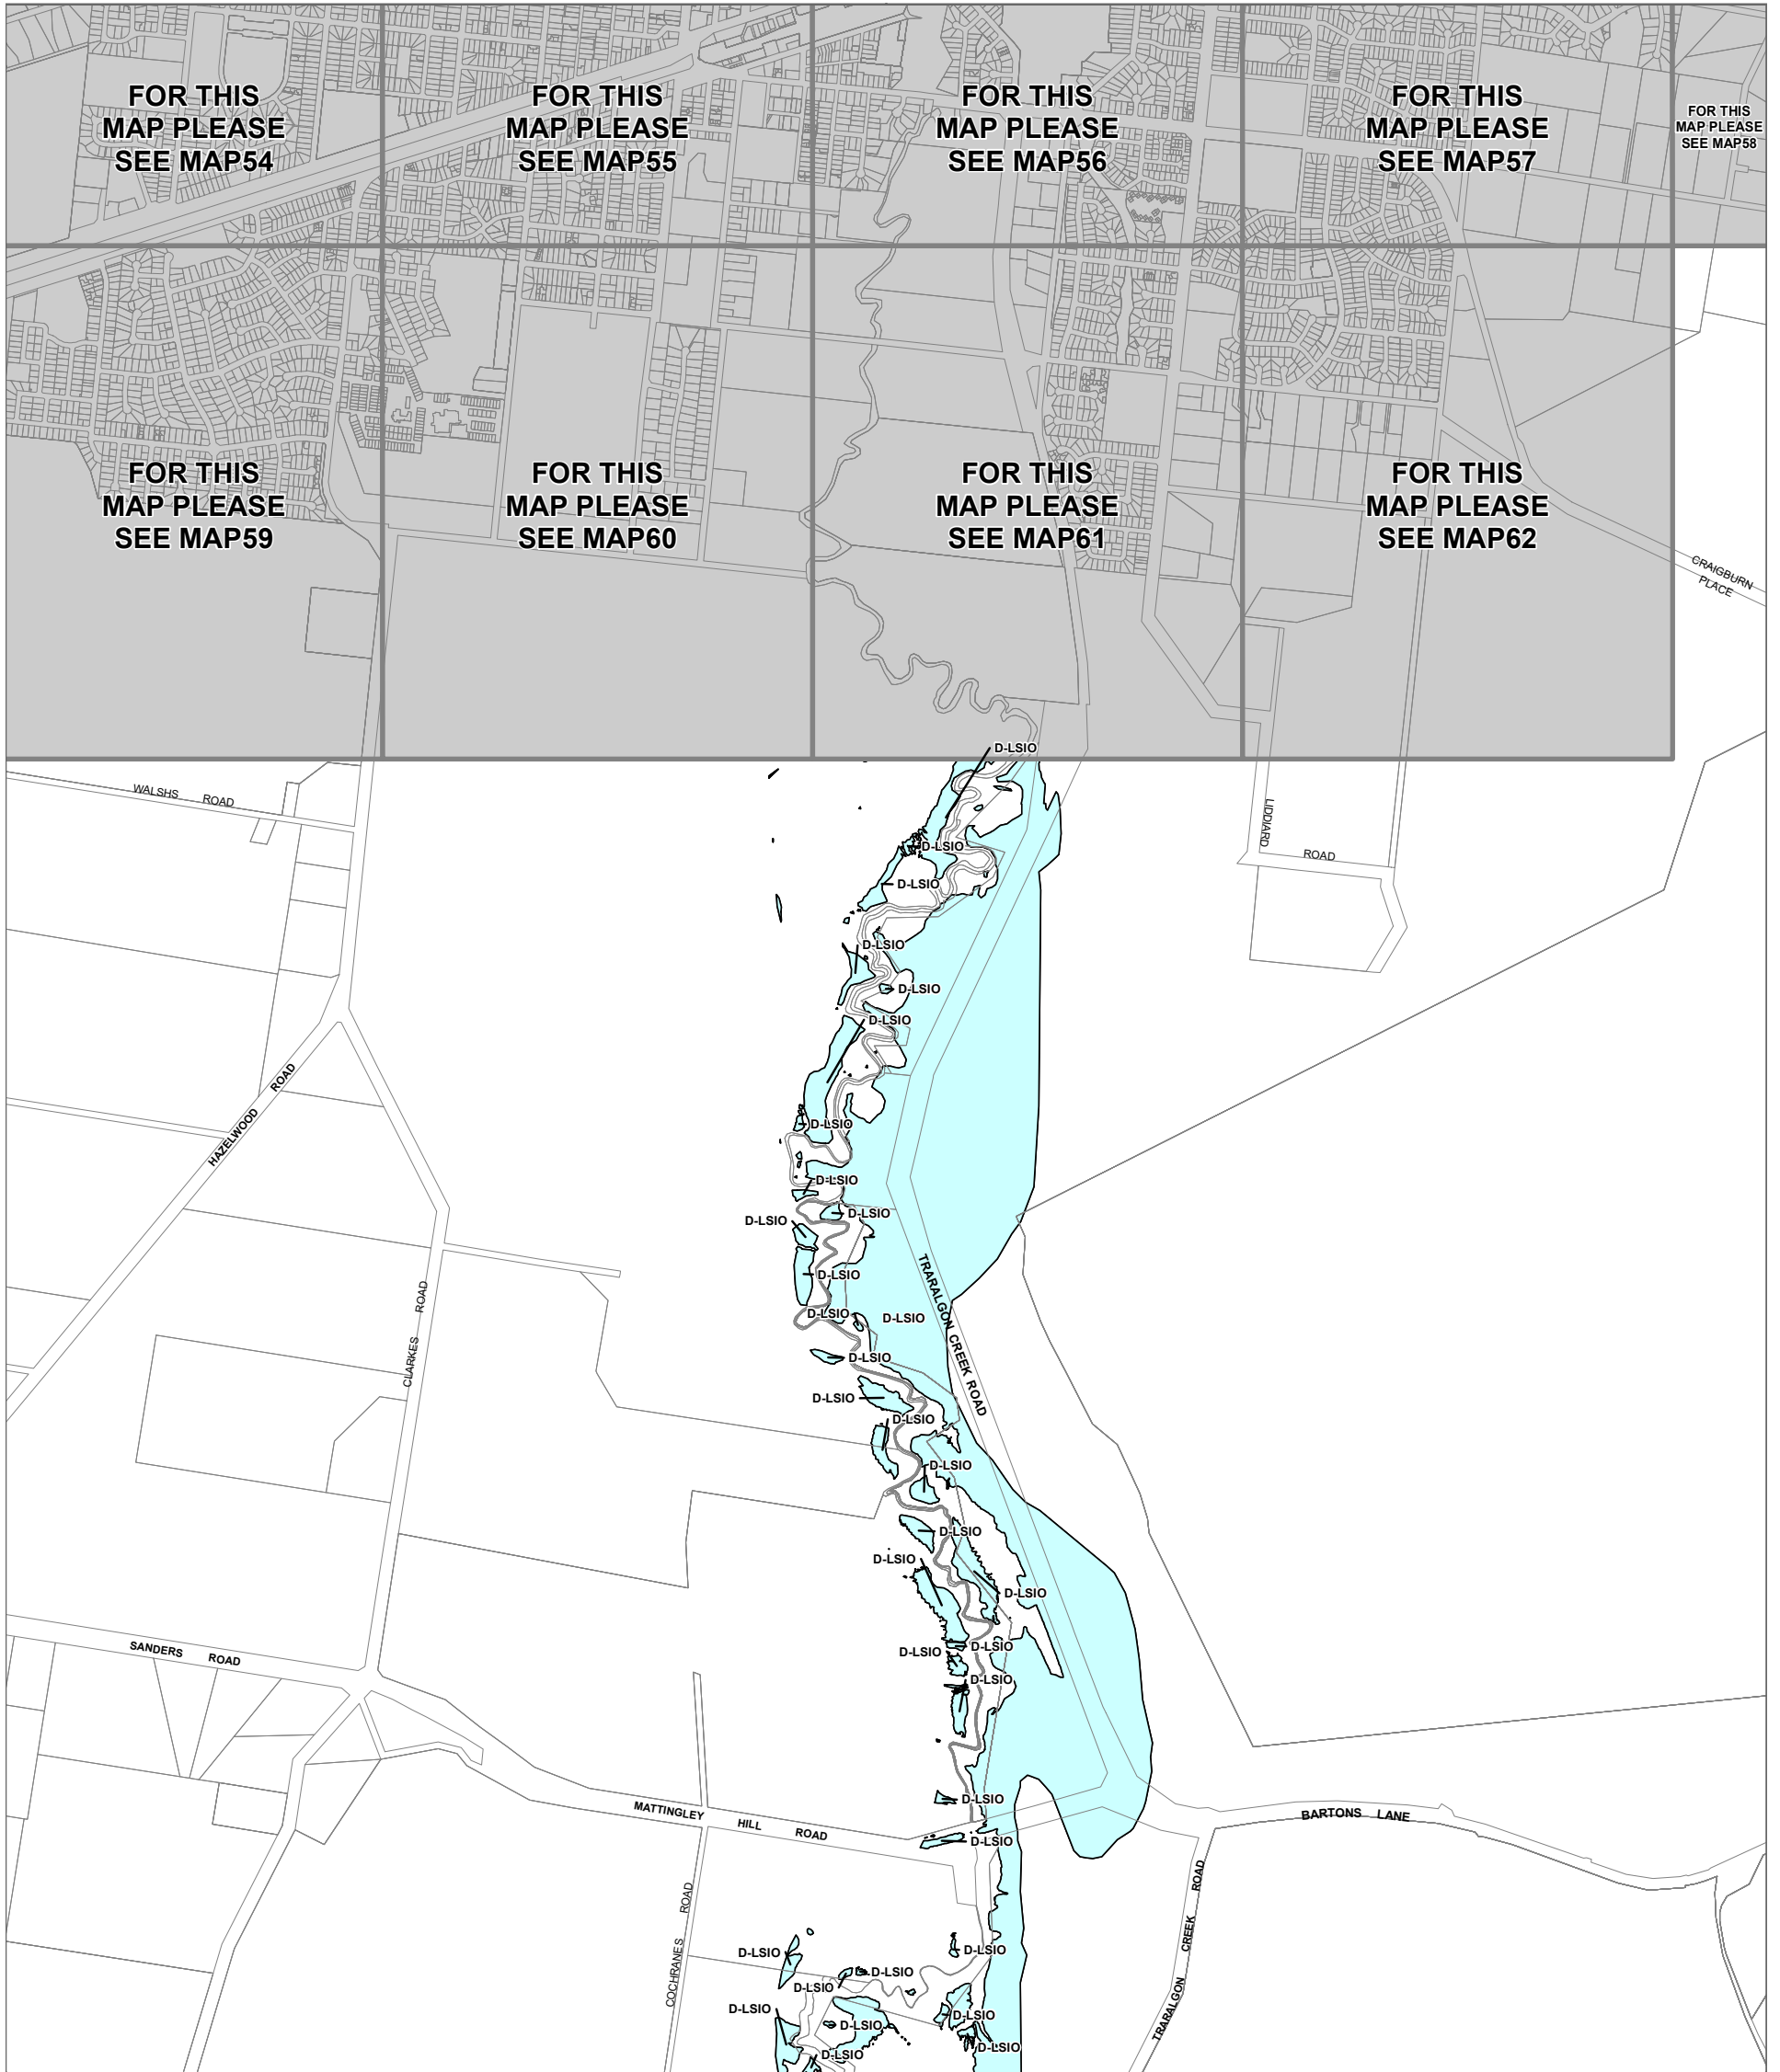 FOR THIS
MAP PLEASE
SEE MAP54
FOR THIS
MAP PLEASE
SEE MAP55
FOR THIS
MAP PLEASE
SEE MAP56
FOR THIS
MAP PLEASE
SEE MAP57
FOR THIS
MAP PLEASE
SEE MAP58
FOR THIS
MAP PLEASE
SEE MAP59
FOR THIS
MAP PLEASE
SEE MAP60
FOR THIS
MAP PLEASE
SEE MAP61
FOR THIS
MAP PLEASE
SEE MAP62
CRAIGBURN
PLACE
D-LSIO
WALSHS ROAD
LIDDIARD
ROAD
D-LSIO
D-LSIO
D-LSIO
D-LSIO
D-LSIO
HAZELWOOD ROAD
D-LSIO
D-LSIO
D-LSIO
D-LSIO
D-LSIO
D-LSIO
D-LSIO
TRARALGON CREEK ROAD
CLARKES ROAD
D-LSIO
D-LSIO
D-LSIO
D-LSIO
D-LSIO
D-LSIO
D-LSIO
D-LSIO
D-LSIO
SANDERS ROAD
D-LSIO
D-LSIO
MATTINGLEY HILL ROAD
BARTONS LANE
D-LSIO
COCHRANES ROAD
TRARALGON CREEK ROAD
D-LSIO
D-LSIO
D-LSIO
D-LSIO
D-LSIO
D-LSIO
D-LSIO
D-LSIO
D-LSIO